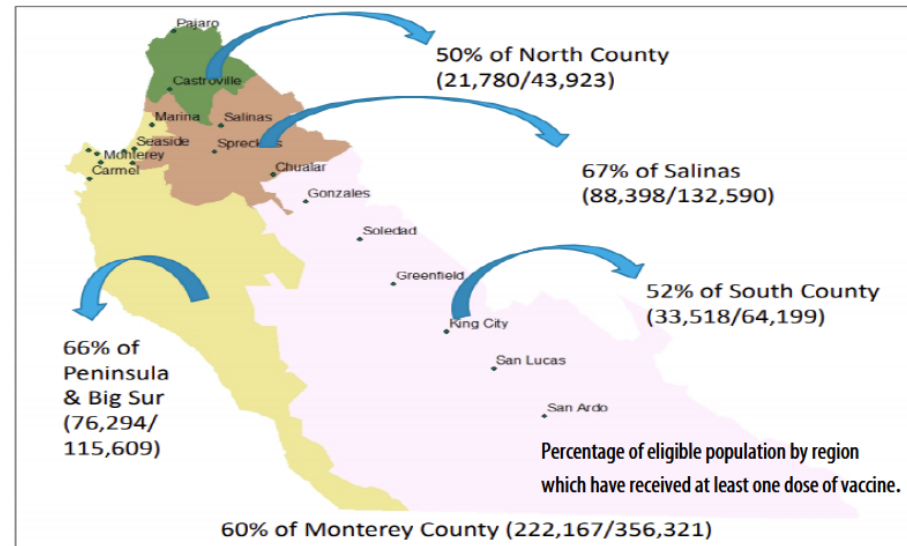 Pajaro
50% of North County
(21,780/43,923)
Castroville
Marina
Salinas
Seaside
Spreckles
Monterey
Carmel
Chualar
67% of Salinas
(88,398/132,590)
Gonzales
Soledad
Greenfield
52% of South County
(33,518/64,199)
King City
66% of
Peninsula
& Big Sur
(76,294/
115,609)
San Lucas
San Ardo
Percentage of eligible population by region
which have received at least one dose of vaccine.
60% of Monterey County (222,167/356,321)